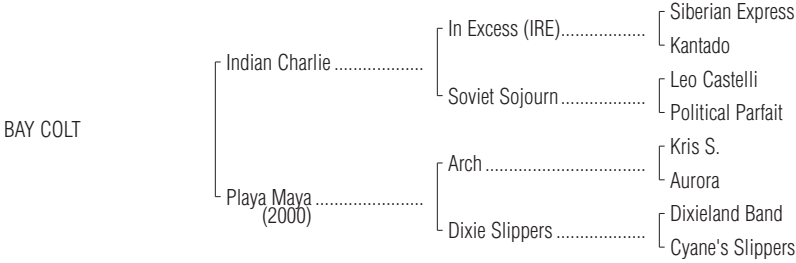 Siberian Express
In Excess (IRE)...................
Kantado
Indian Charlie ...................
Leo Castelli
Soviet Sojourn...................
Political Parfait
BAY COLT
Kris S.
Arch ...................................
Aurora
Playa Maya ........................
(2000)
Dixieland Band
Dixie Slippers ....................
Cyane's Slippers